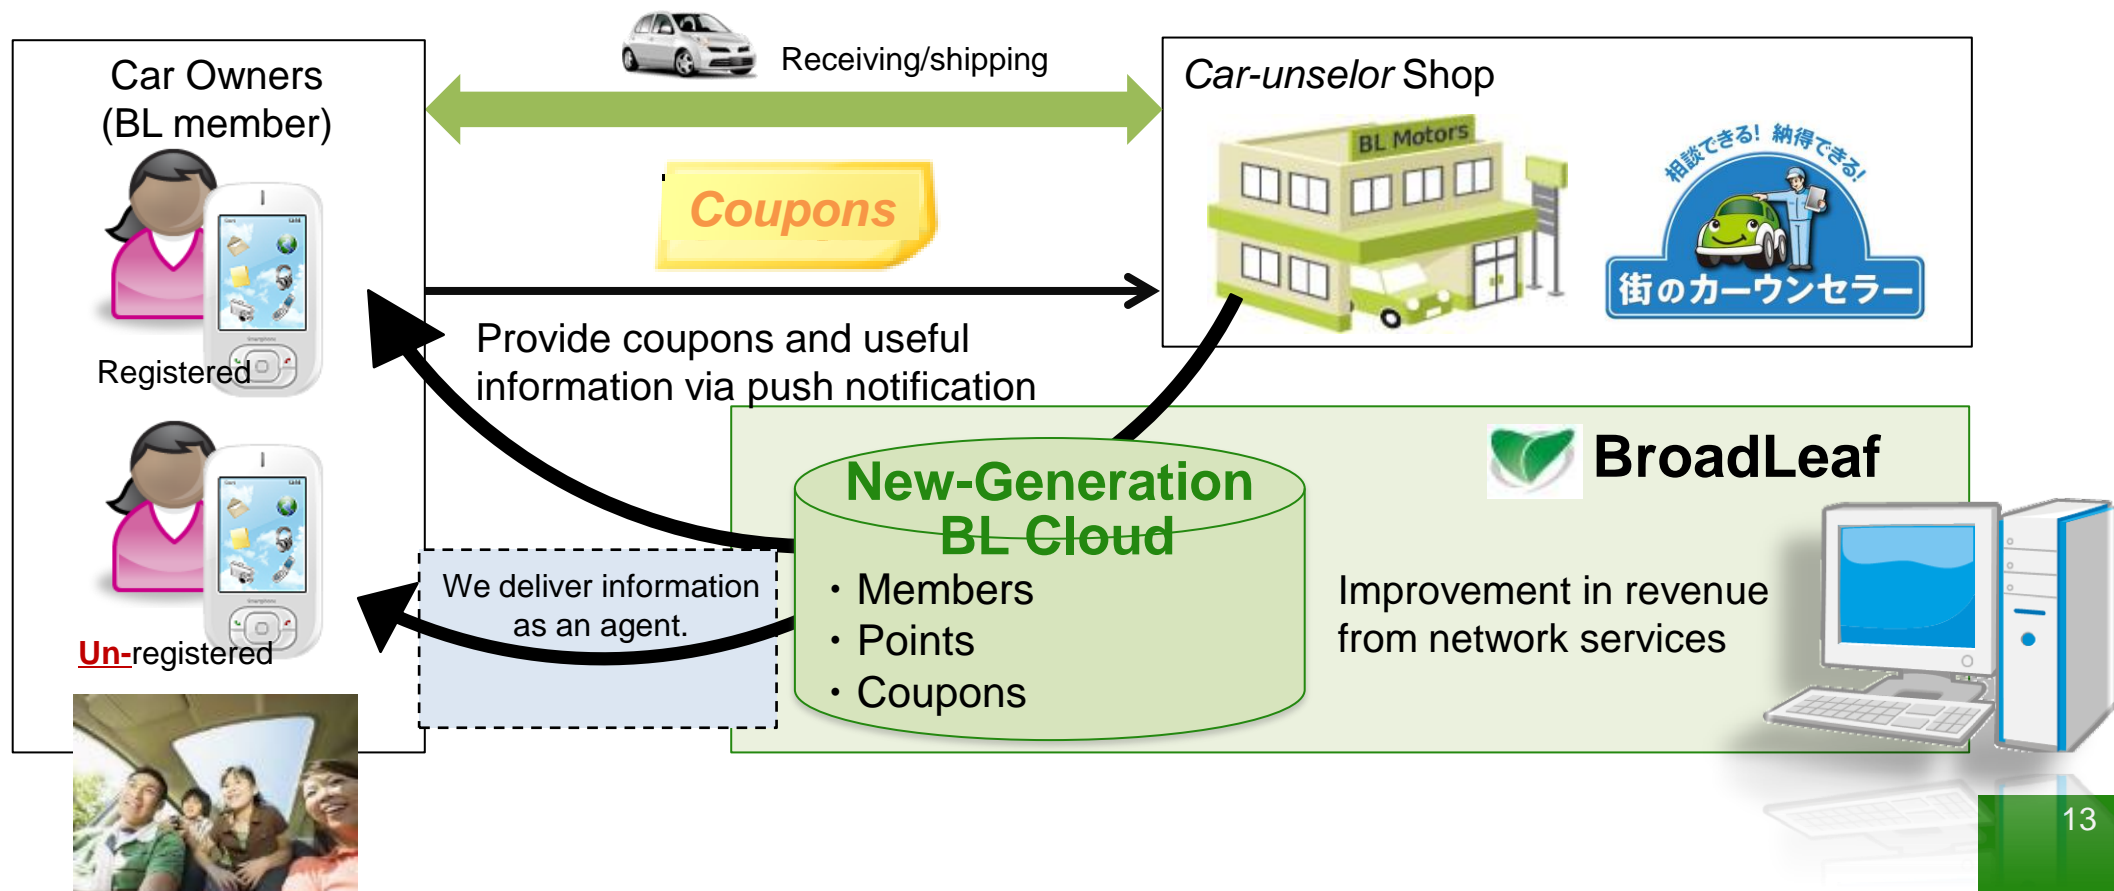 Car Owners
(BL member)
Registered
Un-registered
Receiving/shipping
Coupons
Provide coupons and useful
information via push notification
Car-unselor Shop
BL Motors
相談できる! 納得できる!
街のカーウンセラー
We deliver information
as an agent.
New-Generation
BL Cloud
・Members
・Points
・Coupons
BroadLeaf
Improvement in revenue
from network services
13